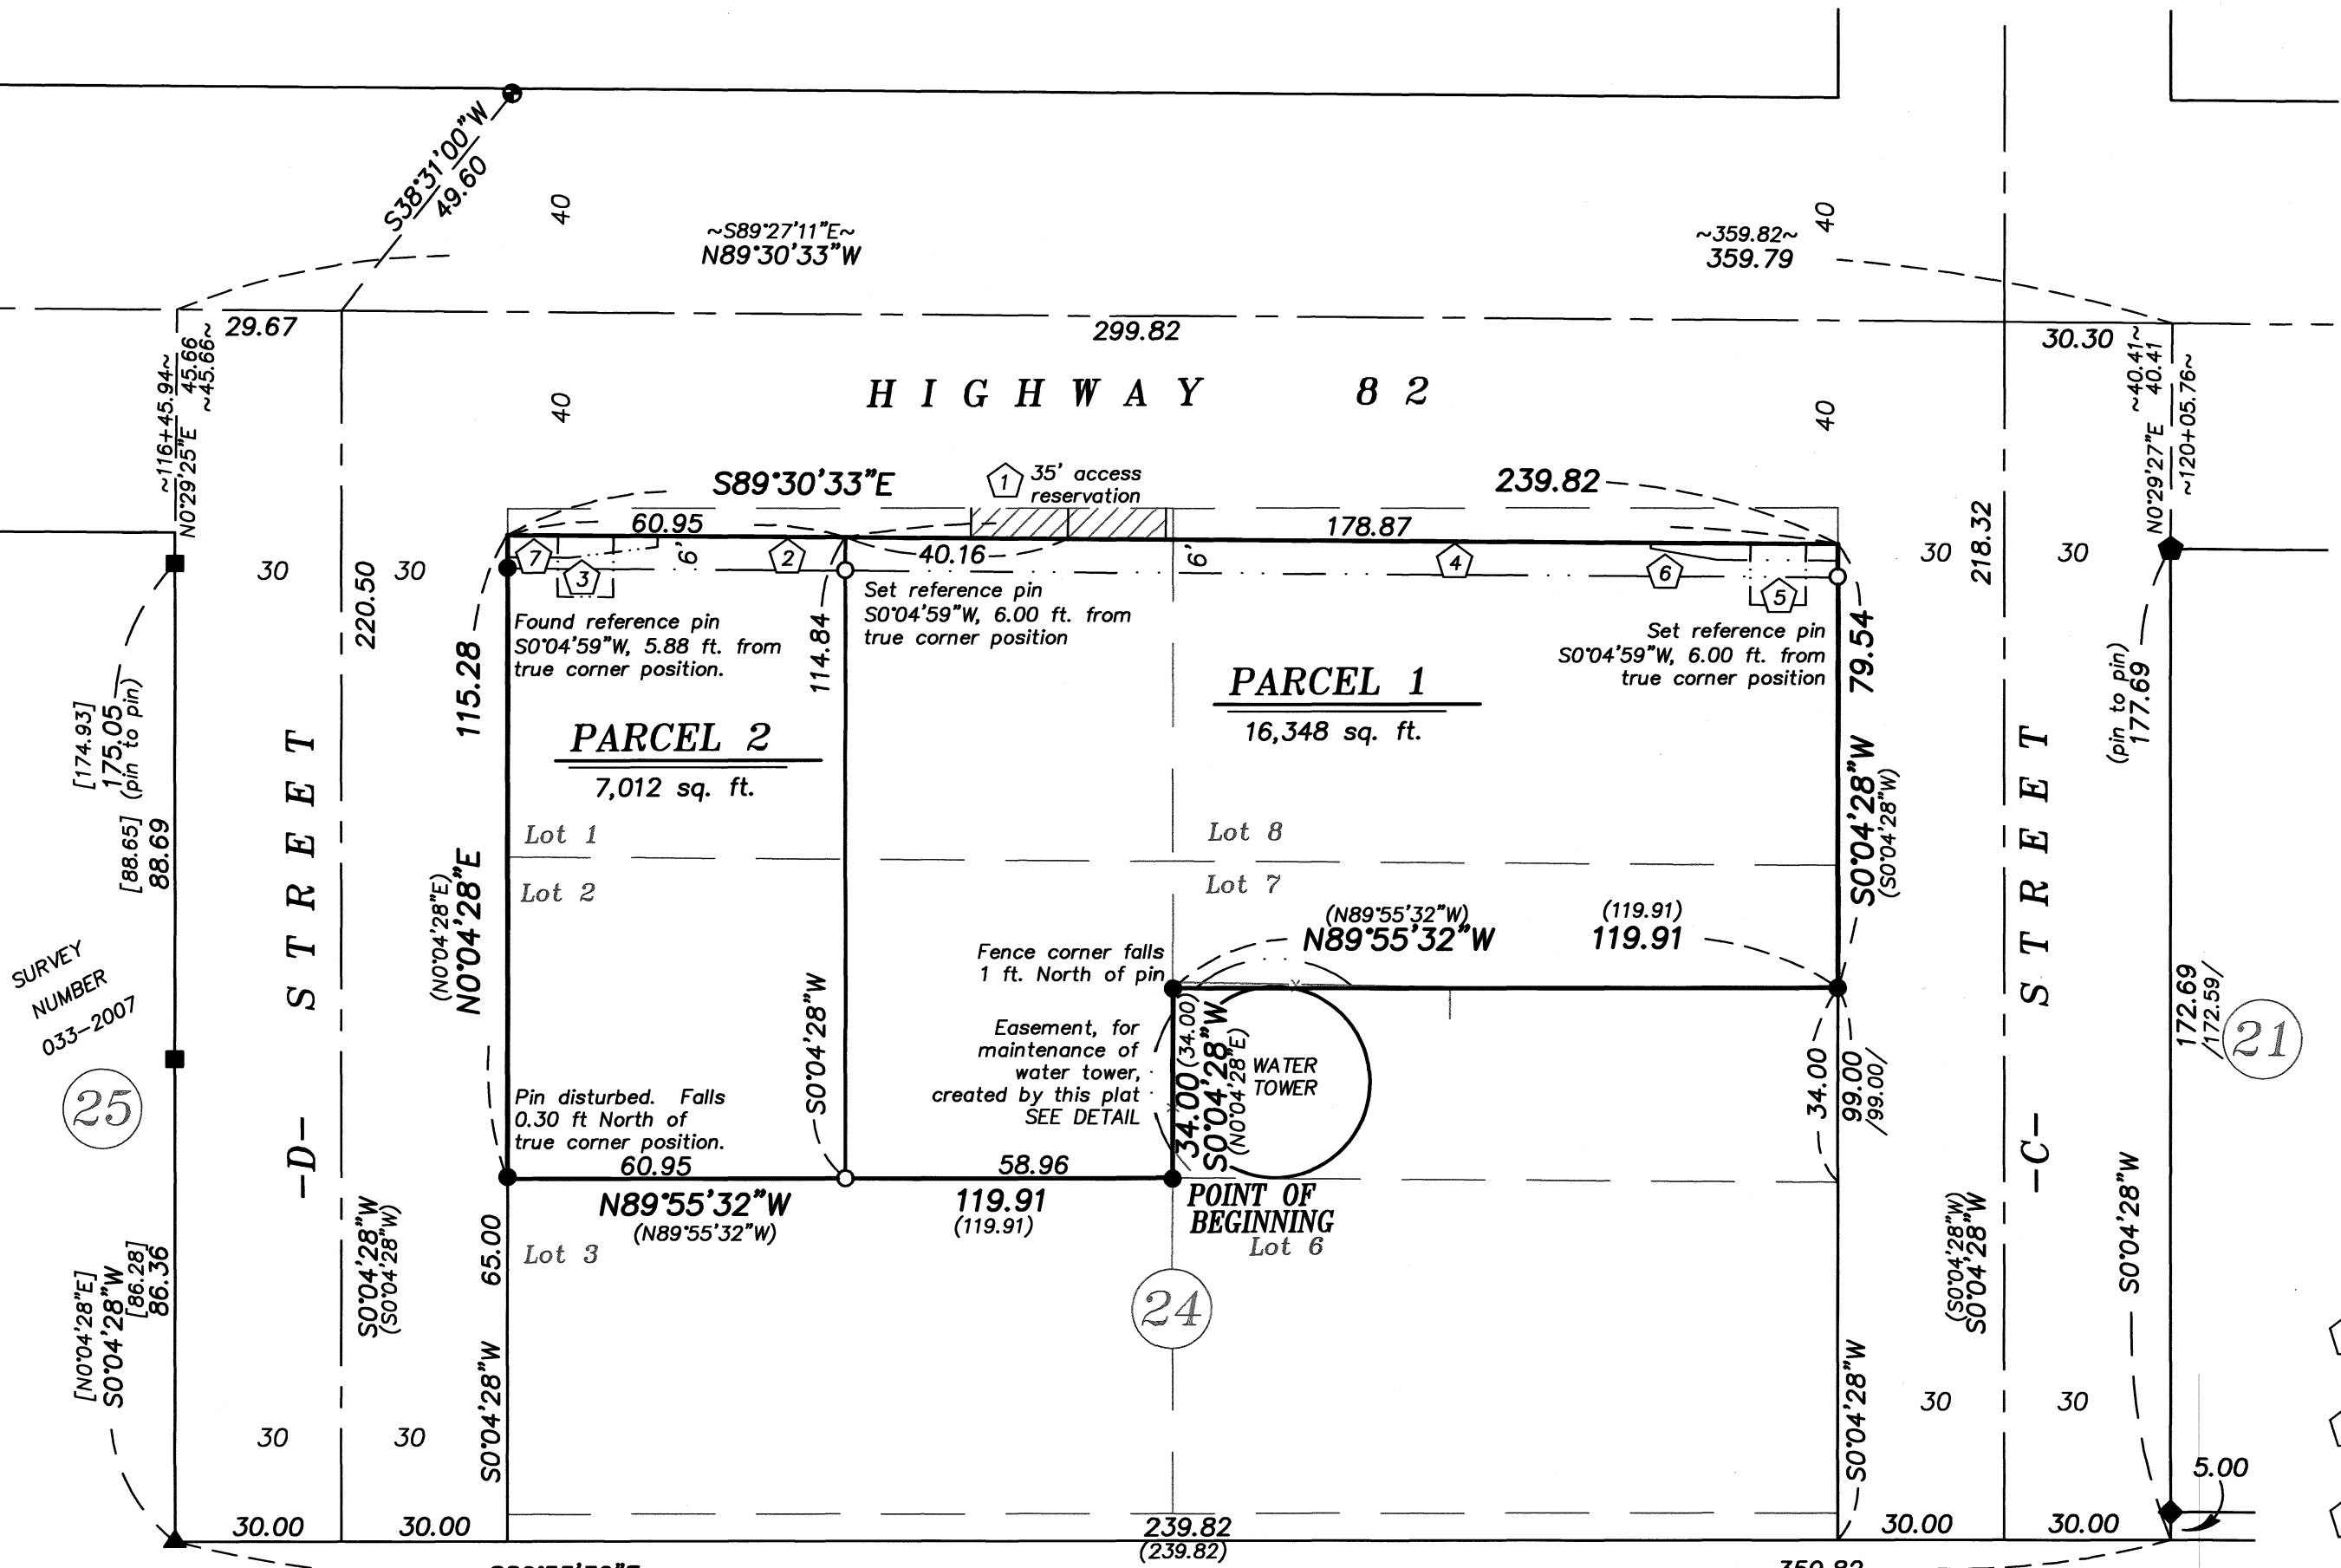 S38°31'00"W
49.60
40
~S89°27'11"E~
N89°30'33"W
~359.82~
359.79
40
29.67
299.82
30.30
~116+45.94~
N0°29'25"E 45.66
~45.66~
40
HIGHWAY 82
40
~40.41~
N0°29'27"E 40.41
~120+05.76~
S89°30'33"E
1
35' access
reservation
239.82
60.95
178.87
40.16
6'
6'
7
3
2
4
6
5
30
220.50
30
30
218.32
30
Found reference pin
S0°04'59"W, 5.88 ft. from
true corner position.
Set reference pin
S0°04'59"W, 6.00 ft. from
true corner position
Set reference pin
S0°04'59"W, 6.00 ft. from
true corner position
115.28
114.84
79.54
[174.93]
175.05
(pin to pin)
(pin to pin)
177.69
PARCEL 1
16,348 sq. ft.
PARCEL 2
7,012 sq. ft.
S0°04'28"W
(S0°04'28"W)
[88.65]
88.69
Lot 1
Lot 2
Lot 8
Lot 7
(N0°04'28"E)
N0°04'28"E
-D- STREET
-C- STREET
(N89°55'32"W)
N89°55'32"W
(119.91)
119.91
Fence corner falls
1 ft. North of pin
SURVEY
NUMBER
033-2007
25
172.69
/172.59/
21
S0°04'28"W
Easement, for
maintenance of
water tower,
created by this plat
SEE DETAIL
34.00
(34.00)
S0°04'28"W
(N0°04'28"E)
WATER
TOWER
34.00
99.00
/99.00/
Pin disturbed. Falls
0.30 ft North of
true corner position.
60.95
58.96
N89°55'32"W
(N89°55'32"W)
119.91
(119.91)
POINT OF
BEGINNING
Lot 6
Lot 3
24
65.00
S0°04'28"W
[N0°04'28"E]
S0°04'28"W
[86.28]
86.36
S0°04'28"W
(S0°04'28"W)
(S0°04'28"W)
S0°04'28"W
S0°04'28"W
S0°04'28"W
30
30
30
30
5.00
30.00
30.00
239.82
(239.82)
30.00
30.00
359.82